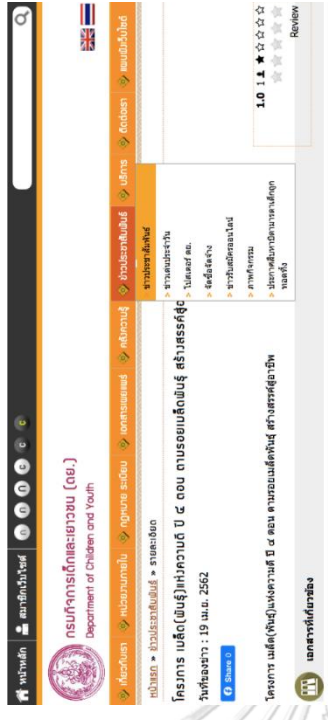 หน้าหลัก
สมาชิกเว็บไซต์
ก ก ก C C C
กรมกิจการเด็กและเยาวชน (ดย.)
Department of Children and Youth
เกี่ยวกับเรา หน่วยงานภายใน กฎหมาย ระเบียบ เอกสารเผยแพร่ คลังความรู้ ข่าวประชาสัมพันธ์ บริการ ติดต่อเรา แผนผังเว็บไซต์
หน้าแรก » ข่าวประชาสัมพันธ์ » รายละเอียด
ข่าวประชาสัมพันธ์
» ข่าวเด่นประจำวัน
» โปสเตอร์ ดย.
» จัดซื้อจัดจ้าง
» ข่าวรับสมัครออนไลน์
» ภาพกิจกรรม
» ประกาศสืบหาบิดามารดาเด็กถูกทอดทิ้ง
โครงการ เมล็ด(พันธุ์)แห่งความดี ปี ๔ ตอน ตามรอยเมล็ดพันธุ์ สร้างสรรค์สู่อ
วันที่ของข่าว : 19 เม.ย. 2562
Share 0
1.0 1
Review
โครงการ เมล็ด(พันธุ์)แห่งความดี ปี ๔ ตอน ตามรอยเมล็ดพันธุ์ สร้างสรรค์สู่อาชีพ
เอกสารที่เกี่ยวข้อง